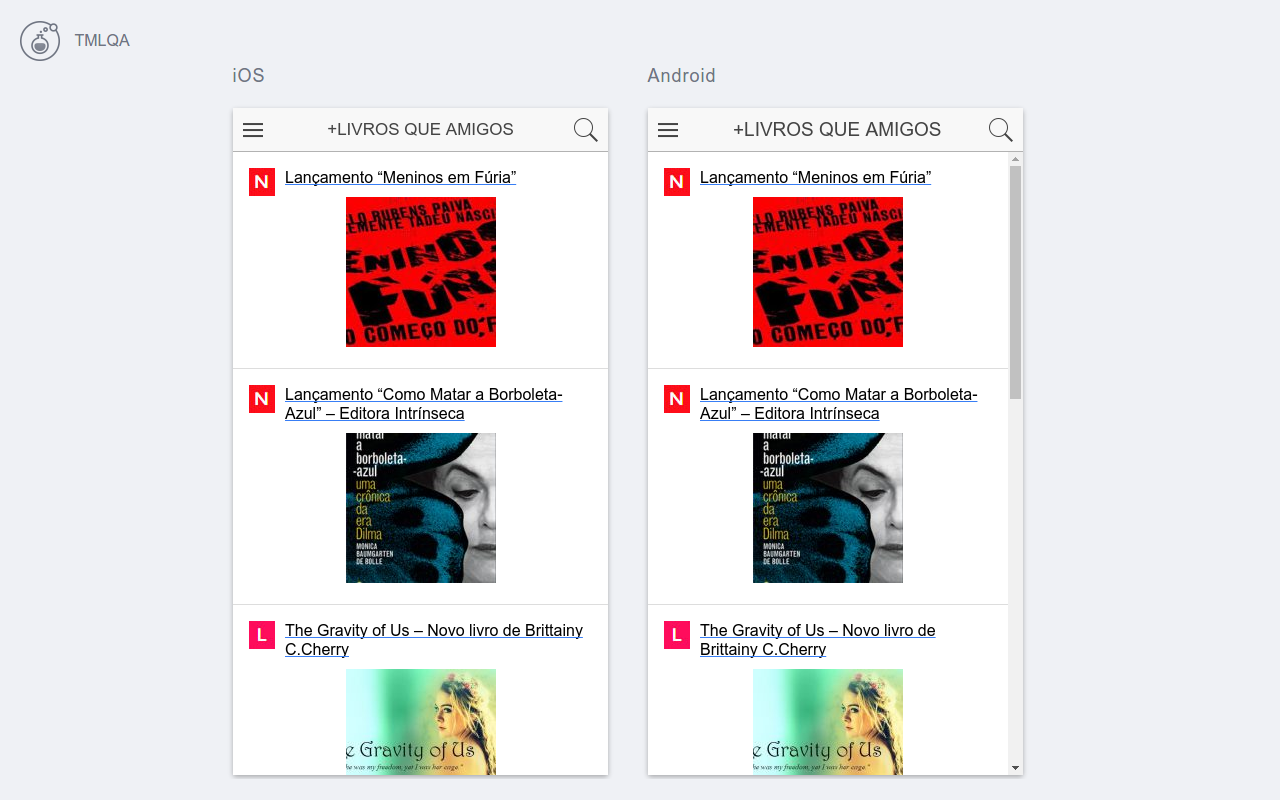 TMLQA
iOS
+LIVROS QUE AMIGOS
N
Lançamento “Meninos em Fúria”
LO RUBENS PAIVA
EMENTE TADEU NASCI
ENINOS
FÚRI
O COMEÇO DO F
N
Lançamento “Como Matar a Borboleta-
Azul” – Editora Intrínseca
matar
a
borboleta-
-azul
uma
crônica
da
era
Dilma
MONICA
BAUMGARTEN
DE BOLLE
L
The Gravity of Us – Novo livro de Brittainy
C.Cherry
e Gravity of Us
he was my freedom, yet I was her cage."
Android
+LIVROS QUE AMIGOS
N
Lançamento “Meninos em Fúria”
LO RUBENS PAIVA
EMENTE TADEU NASCI
ENINOS
FÚRI
O COMEÇO DO F
N
Lançamento “Como Matar a Borboleta-
Azul” – Editora Intrínseca
matar
a
borboleta-
-azul
uma
crônica
da
era
Dilma
MONICA
BAUMGARTEN
DE BOLLE
L
The Gravity of Us – Novo livro de
Brittainy C.Cherry
e Gravity of Us
he was my freedom, yet I was her cage."